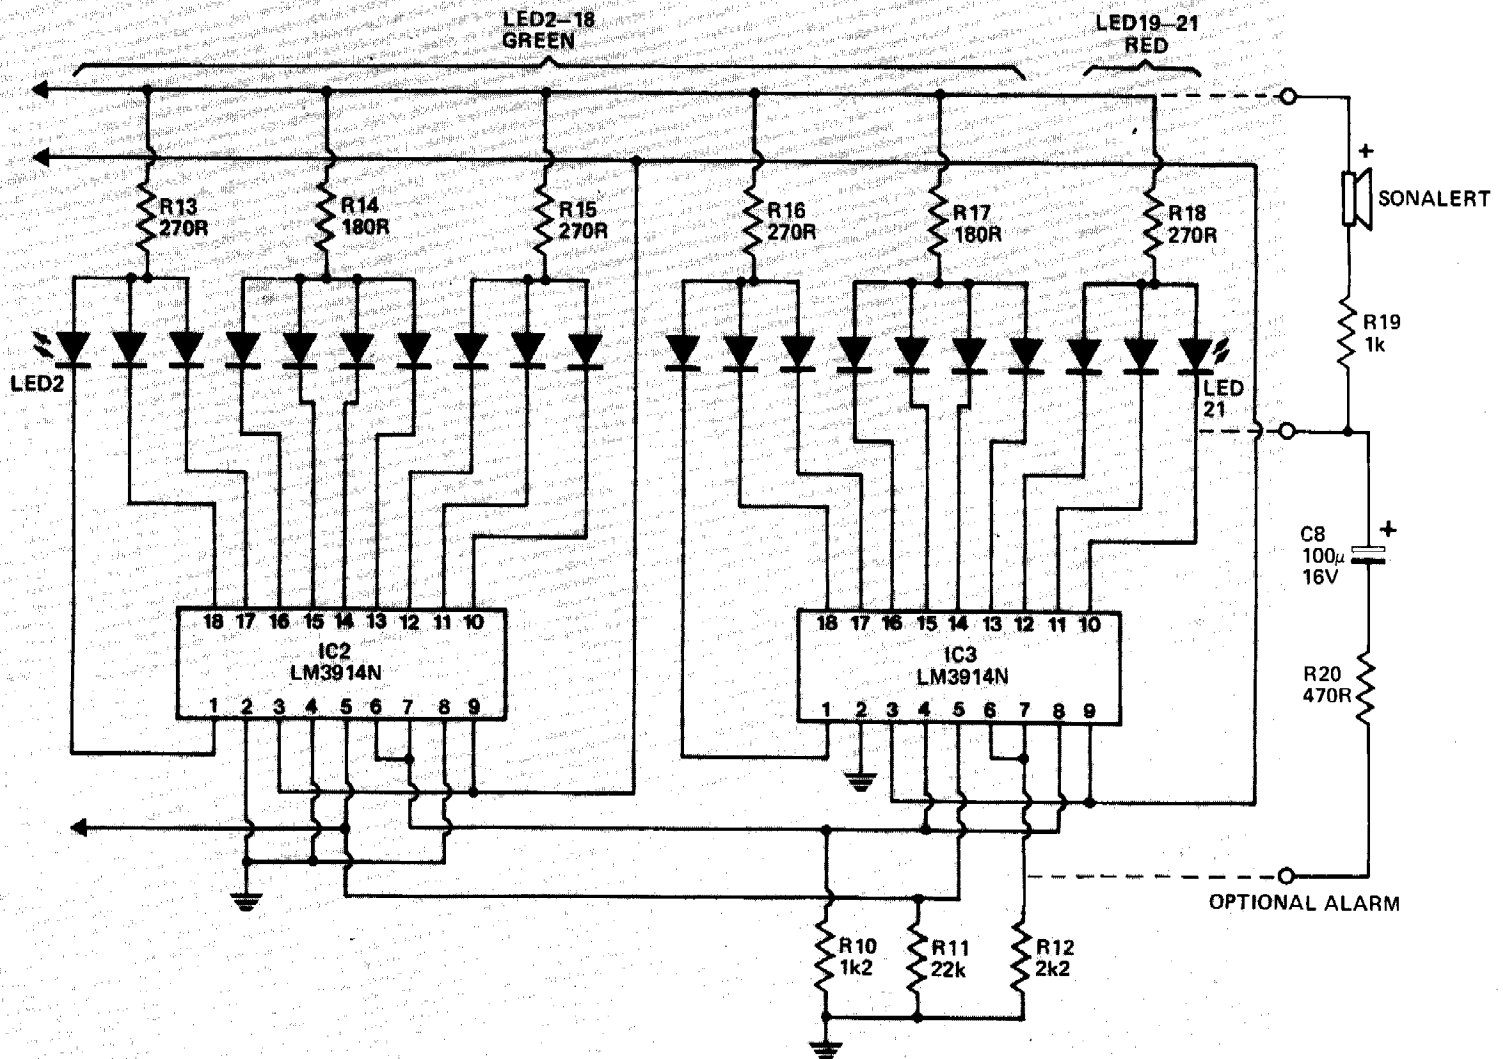 LED2–18
GREEN
LED19–21
RED
R13
270R
R14
180R
R15
270R
R16
270R
R17
180R
R18
270R
+
SONALERT
R19
1k
LED2
LED
21
C8
100μ
16V
+
18 17 16 15 14 13 12 11 10
IC2
LM3914N
1 2 3 4 5 6 7 8 9
18 17 16 15 14 13 12 11 10
IC3
LM3914N
1 2 3 4 5 6 7 8 9
R20
470R
OPTIONAL ALARM
R10
1k2
R11
22k
R12
2k2